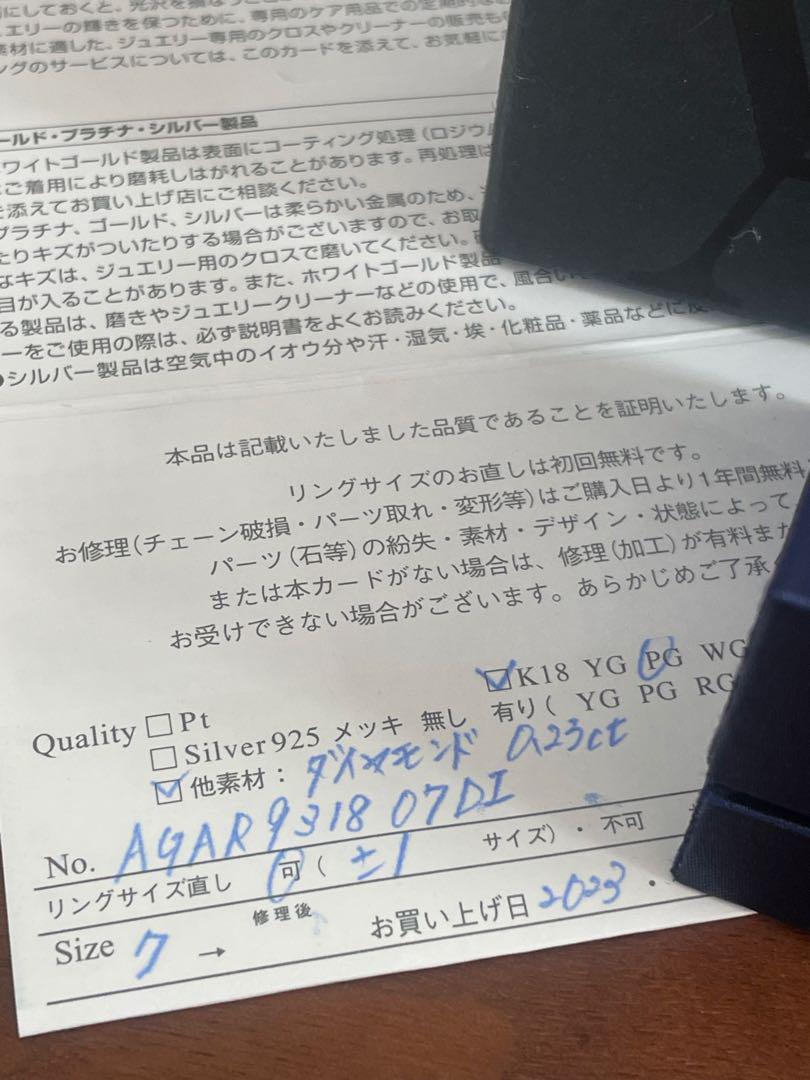 にしておくと、光沢を損なう
ュエリーの輝きを保つために、専用のケア用品での定期的な
素材に適した、ジュエリー専用のクロスやクリーナーの販売も
ングのサービスについては、このカードを添えて、お気軽に
ールド・プラチナ・シルバー製品
ワイトゴールド製品は表面にコーティング処理（ロジウム
はご着用により磨耗しはがれることがあります。再処理は
を添えてお買い上げ店にご相談ください。
プラチナ、ゴールド、シルバーは柔らかい金属のため、
たりキズがついたりする場合がございますので、お取
なキズは、ジュエリー用のクロスで磨いてください。
目が入ることがあります。また、ホワイトゴールド製品
る製品は、磨きやジュエリークリーナーなどの使用で、風合い
ーをご使用の際は、必ず説明書をよくお読みください。
●シルバー製品は空気中のイオウ分や汗・湿気・埃・化粧品・薬品などに反
本品は記載いたしました品質であることを証明いたします。
リングサイズのお直しは初回無料です。
お修理（チェーン破損・パーツ取れ・変形等）はご購入日より1年間無料
パーツ（石等）の紛失・素材・デザイン・状態によって
または本カードがない場合は、修理（加工）が有料また
お受けできない場合がございます。あらかじめご了承く
Quality □Pt ☑K18 YG PG WG
□Silver925 メッキ 無し 有り（ YG PG RG
☑他素材： ダイヤモンド 0.23ct
No. AGAR931807DI
リングサイズ直し 可（ ±1 サイズ）・ 不可
Size 7 → 修理後 お買い上げ日 2023 ・